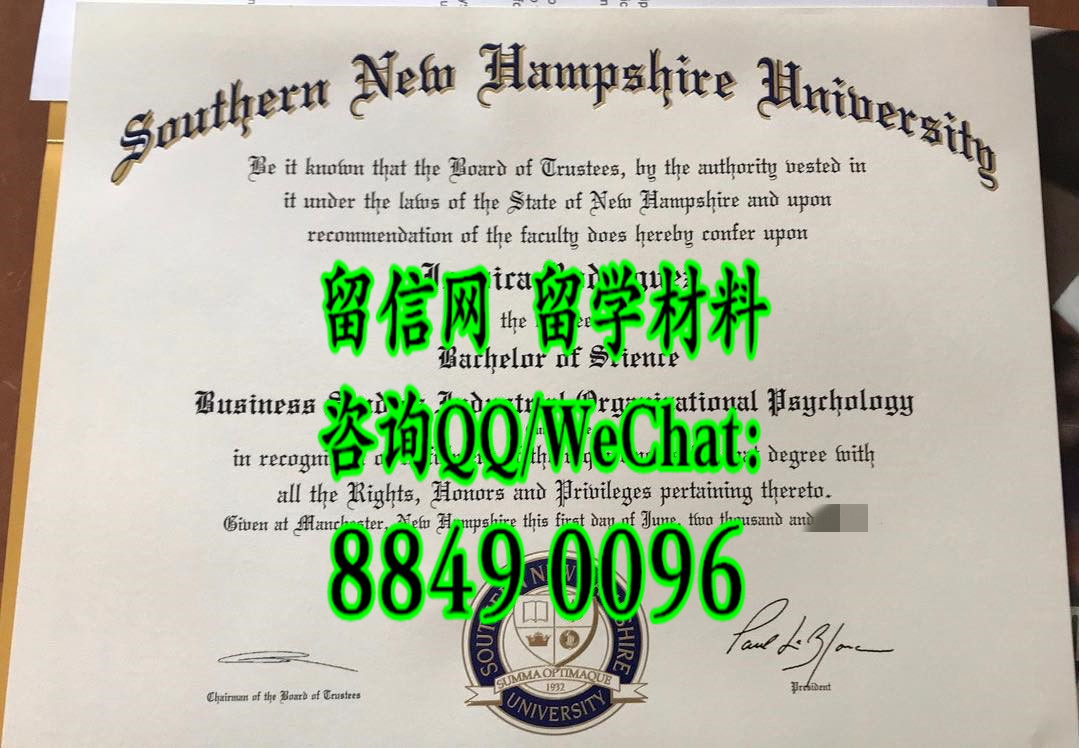 Southern New Hampshire University
Be it known that the Board of Trustees, by the authority vested in
it under the laws of the State of New Hampshire and upon
recommendation of the faculty does hereby confer upon
留信网 留学材料
the
Bachelor of Science
Business Psychology
咨询QQ/WeChat:
in degree with
all the Rights, Honors and Privileges pertaining thereto.
Given at Manchester, New Hampshire this first day of June, two thousand and
8849 0096
SUMMA OPTIMAQUE
1932
UNIVERSITY
Paul LeBlanc
Chairman of the Board of Trustees
President